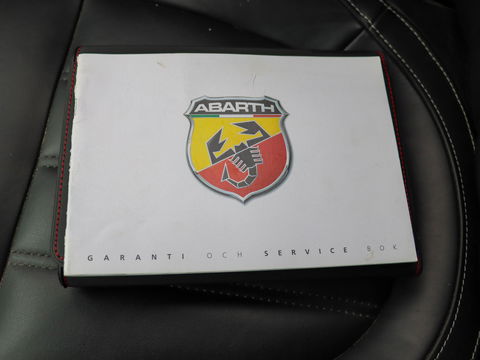 ABARTH
GARANTI OCH SERVICE BOK